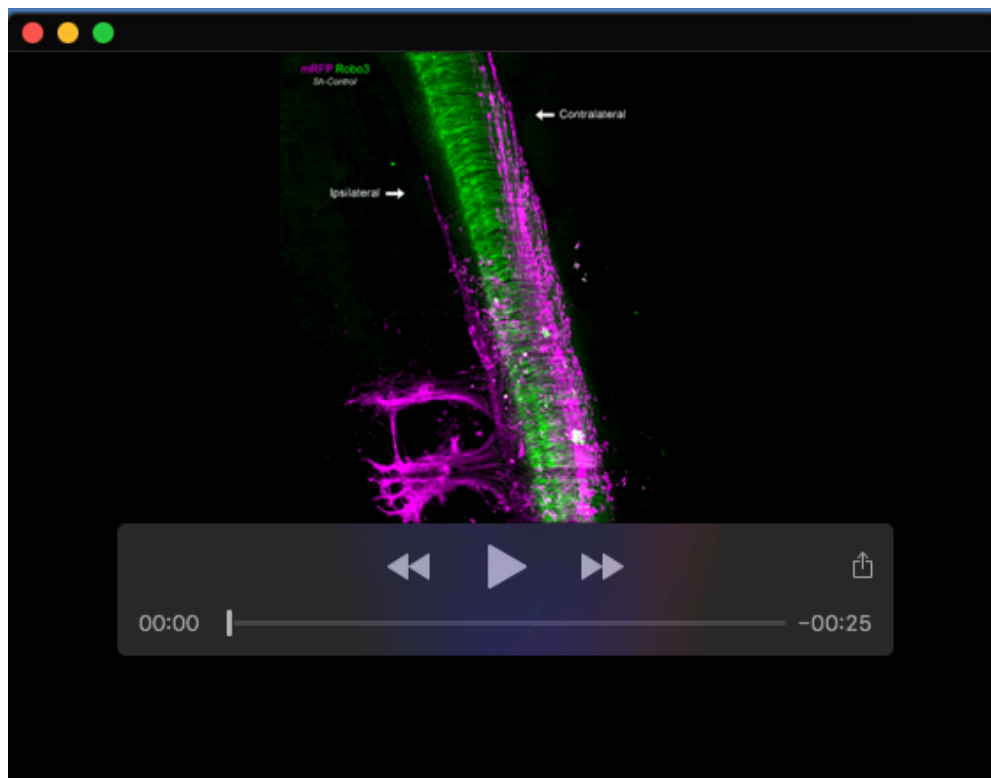 mRFP Robo3
Sh-Control
Contralateral
Ipsilateral
00:00
-00:25